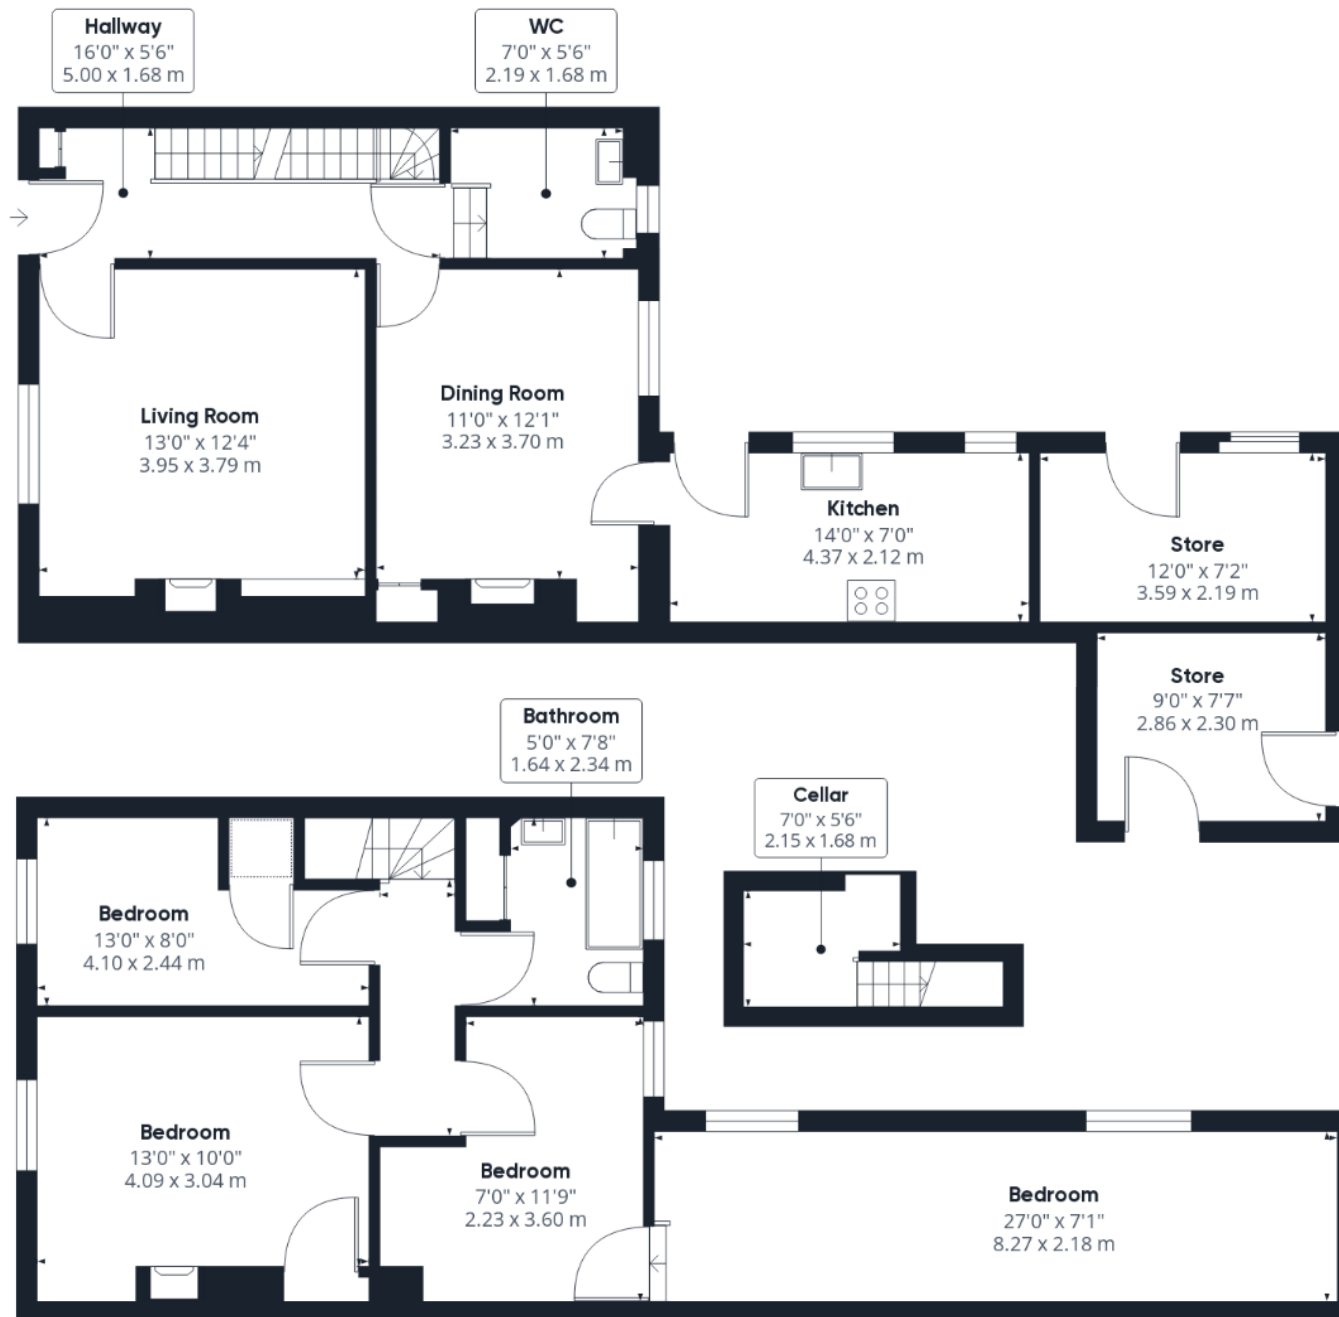 Hallway
16'0" x 5'6"
5.00 x 1.68 m
WC
7'0" x 5'6"
2.19 x 1.68 m
Living Room
13'0" x 12'4"
3.95 x 3.79 m
Dining Room
11'0" x 12'1"
3.23 x 3.70 m
Kitchen
14'0" x 7'0"
4.37 x 2.12 m
Store
12'0" x 7'2"
3.59 x 2.19 m
Store
9'0" x 7'7"
2.86 x 2.30 m
Bathroom
5'0" x 7'8"
1.64 x 2.34 m
Cellar
7'0" x 5'6"
2.15 x 1.68 m
Bedroom
13'0" x 8'0"
4.10 x 2.44 m
Bedroom
13'0" x 10'0"
4.09 x 3.04 m
Bedroom
7'0" x 11'9"
2.23 x 3.60 m
Bedroom
27'0" x 7'1"
8.27 x 2.18 m